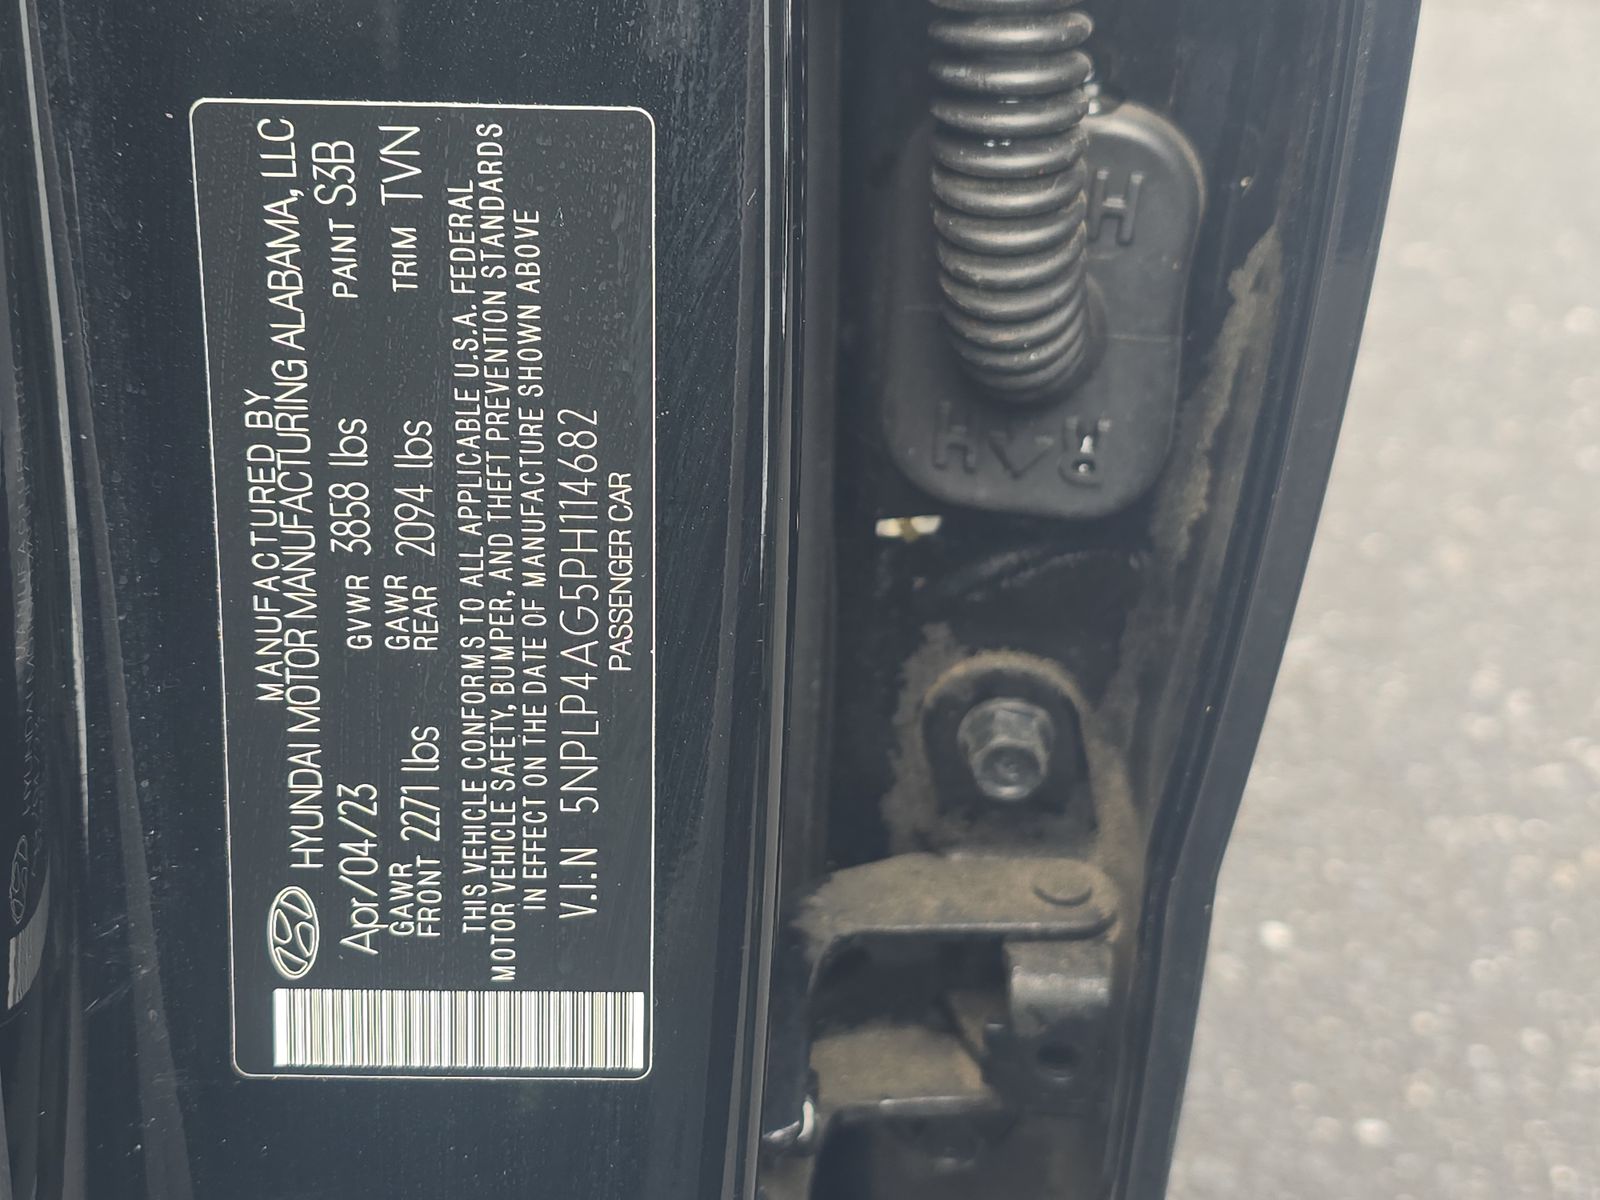 MANUFACTURED BY
HYUNDAI MOTOR MANUFACTURING ALABAMA, LLC
Apr/04/23 GVWR 3858 lbs PAINT S3B
GAWR FRONT 2271 lbs GAWR REAR 2094 lbs TRIM TVN
THIS VEHICLE CONFORMS TO ALL APPLICABLE U.S.A. FEDERAL
MOTOR VEHICLE SAFETY, BUMPER, AND THEFT PREVENTION STANDARDS
IN EFFECT ON THE DATE OF MANUFACTURE SHOWN ABOVE
V.I.N 5NPLP4AG5PH114682
PASSENGER CAR